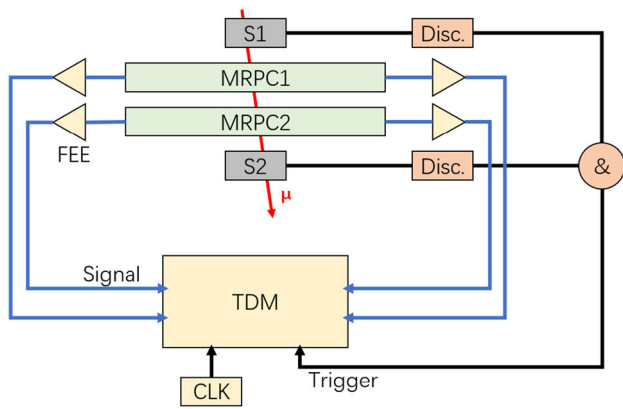 S1
Disc.
MRPC1
MRPC2
FEE
S2
Disc.
&
μ
Signal
TDM
Trigger
CLK